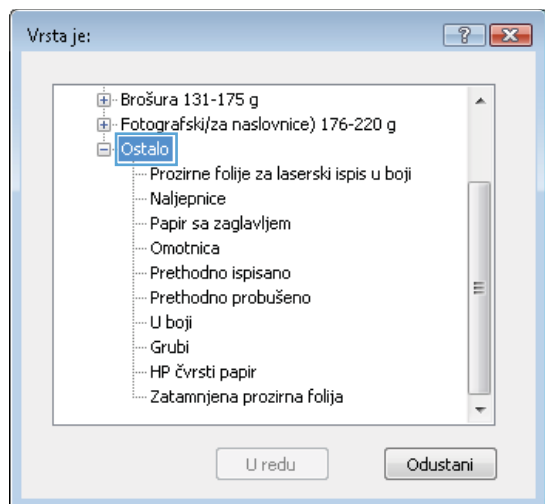 Vrsta je:
Brošura 131-175 g
Fotografski/za naslovnice) 176-220 g
Ostalo
Prozirne folije za laserski ispis u boji
Naljepnice
Papir sa zaglavljem
Omotnica
Prethodno ispisano
Prethodno probušeno
U boji
Grubi
HP čvrsti papir
Zatamnjena prozirna folija
U redu Odustani